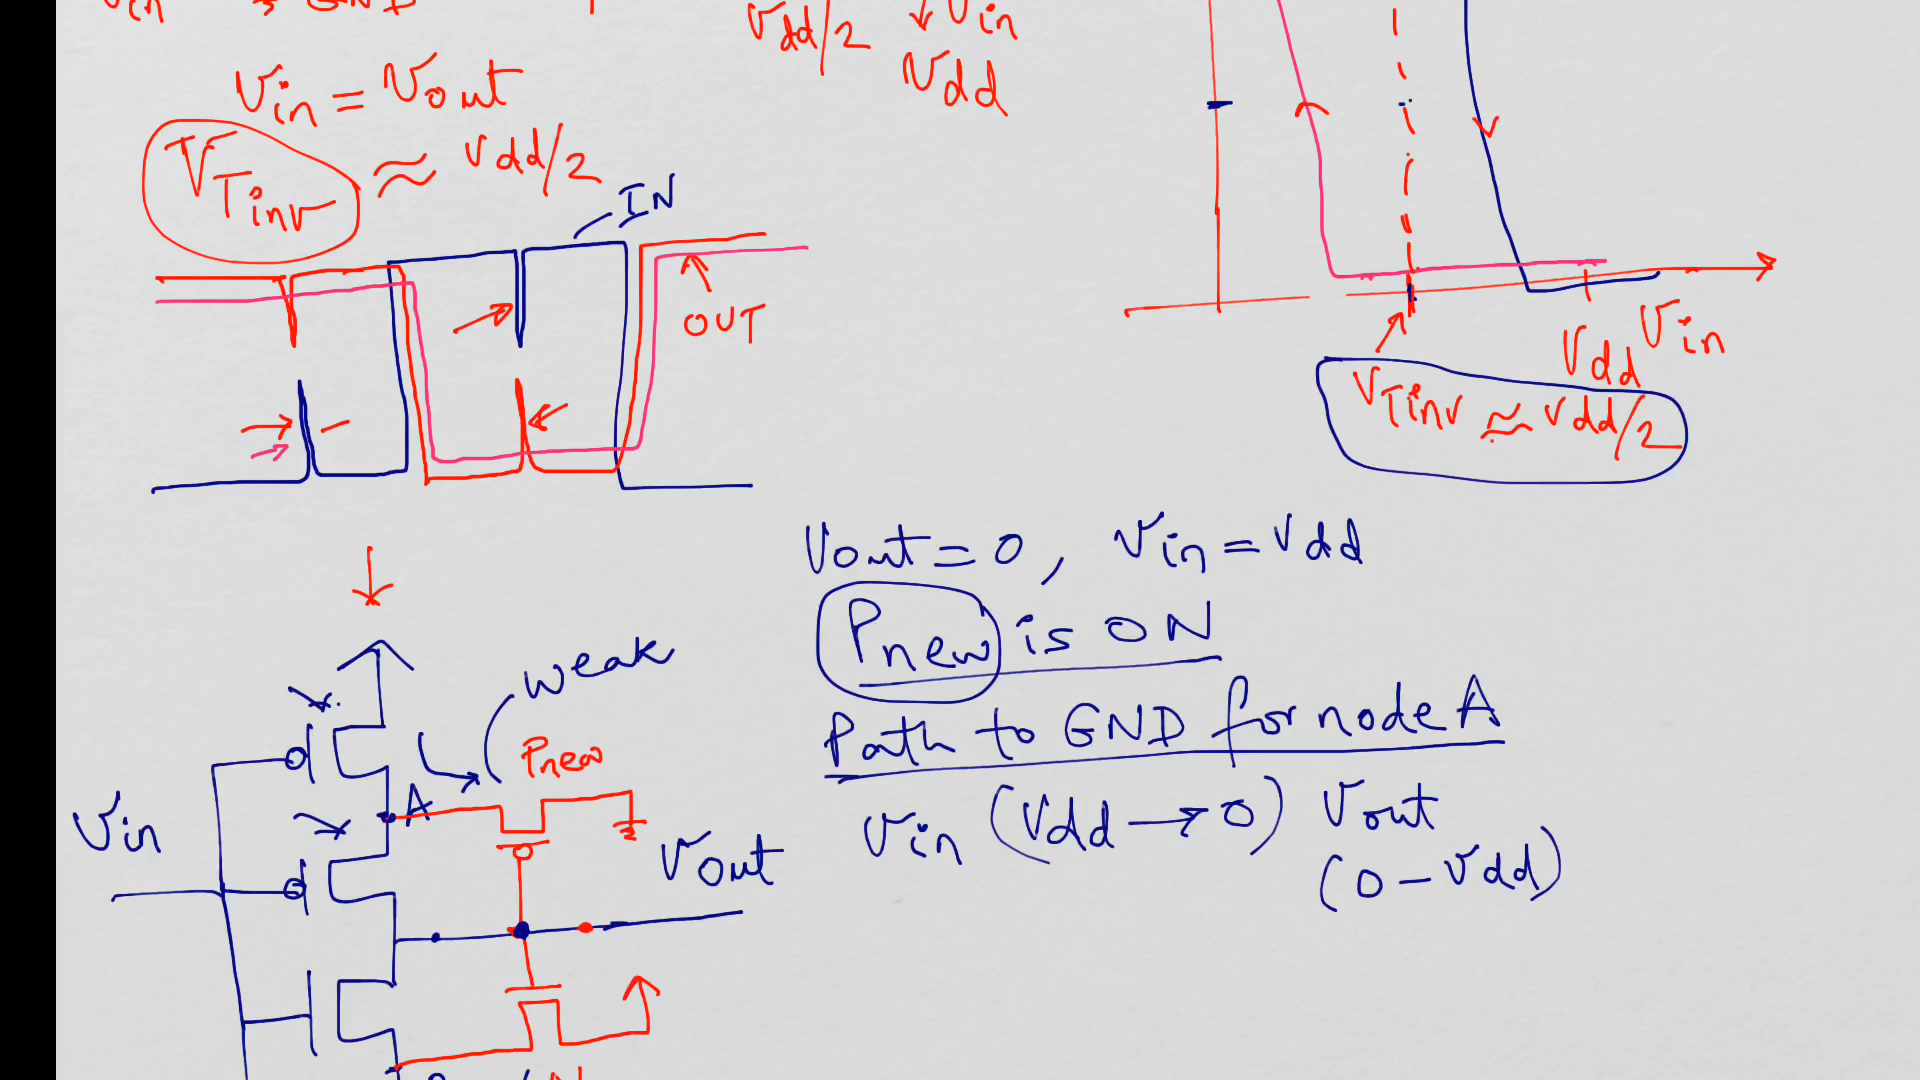 Vin → GND
Vdd/2 ↓ Vin
Vdd
Vin = Vout
VTinv ≈ Vdd/2
IN
OUT
Vdd Vin
VTinv ≈ Vdd/2
Vout = 0, Vin = Vdd
Pnew is ON
Path to GND for node A
Vin (Vdd → 0) Vout
(0 - Vdd)
weak
Pnew
A
Vin
Vout